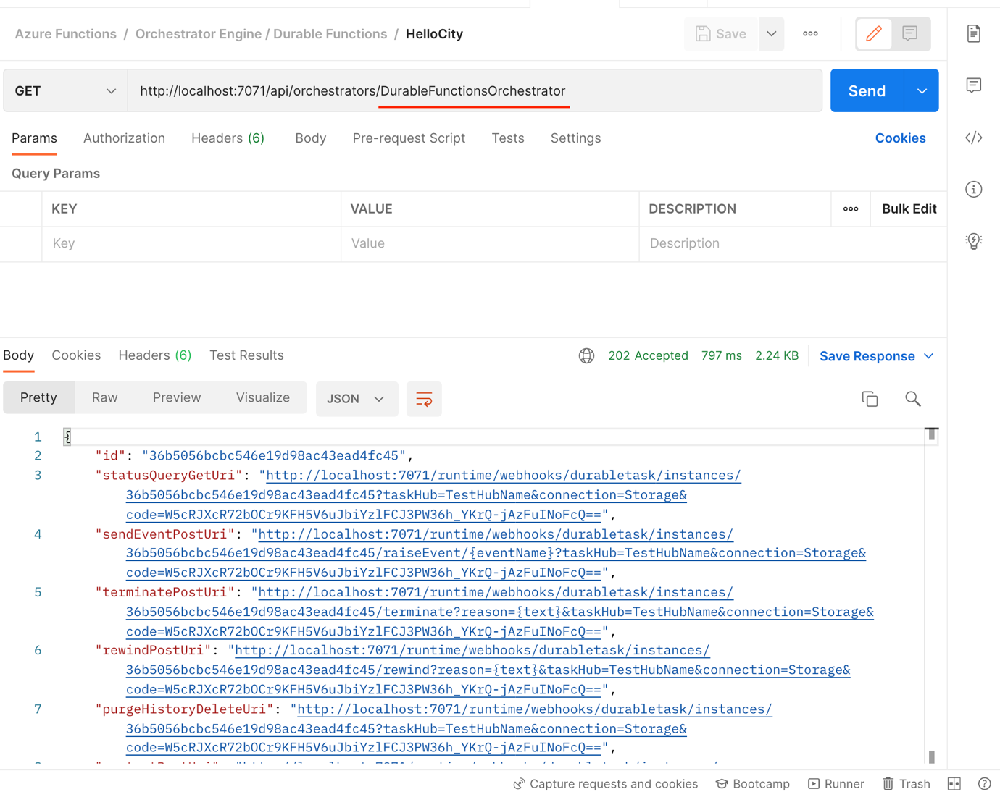 Azure Functions / Orchestrator Engine / Durable Functions / HelloCity Save
GET http://localhost:7071/api/orchestrators/DurableFunctionsOrchestrator Send
Params Authorization Headers (6) Body Pre-request Script Tests Settings Cookies
Query Params
KEY VALUE DESCRIPTION Bulk Edit
Key Value Description
Body Cookies Headers (6) Test Results 202 Accepted 797 ms 2.24 KB Save Response
Pretty Raw Preview Visualize JSON
1 {
2 "id": "36b5056bcbc546e19d98ac43ead4fc45",
3 "statusQueryGetUri": "http://localhost:7071/runtime/webhooks/durabletask/instances/
36b5056bcbc546e19d98ac43ead4fc45?taskHub=TestHubName&connection=Storage&
code=W5cRJXcR72bOCr9KFH5V6uJbiYzlFCJ3PW36h_YKrQ-jAzFuINoFcQ==",
4 "sendEventPostUri": "http://localhost:7071/runtime/webhooks/durabletask/instances/
36b5056bcbc546e19d98ac43ead4fc45/raiseEvent/{eventName}?taskHub=TestHubName&connection=Storage&
code=W5cRJXcR72bOCr9KFH5V6uJbiYzlFCJ3PW36h_YKrQ-jAzFuINoFcQ==",
5 "terminatePostUri": "http://localhost:7071/runtime/webhooks/durabletask/instances/
36b5056bcbc546e19d98ac43ead4fc45/terminate?reason={text}&taskHub=TestHubName&connection=Storage&
code=W5cRJXcR72bOCr9KFH5V6uJbiYzlFCJ3PW36h_YKrQ-jAzFuINoFcQ==",
6 "rewindPostUri": "http://localhost:7071/runtime/webhooks/durabletask/instances/
36b5056bcbc546e19d98ac43ead4fc45/rewind?reason={text}&taskHub=TestHubName&connection=Storage&
code=W5cRJXcR72bOCr9KFH5V6uJbiYzlFCJ3PW36h_YKrQ-jAzFuINoFcQ==",
7 "purgeHistoryDeleteUri": "http://localhost:7071/runtime/webhooks/durabletask/instances/
36b5056bcbc546e19d98ac43ead4fc45?taskHub=TestHubName&connection=Storage&
code=W5cRJXcR72bOCr9KFH5V6uJbiYzlFCJ3PW36h_YKrQ-jAzFuINoFcQ==",
Capture requests and cookies Bootcamp Runner Trash